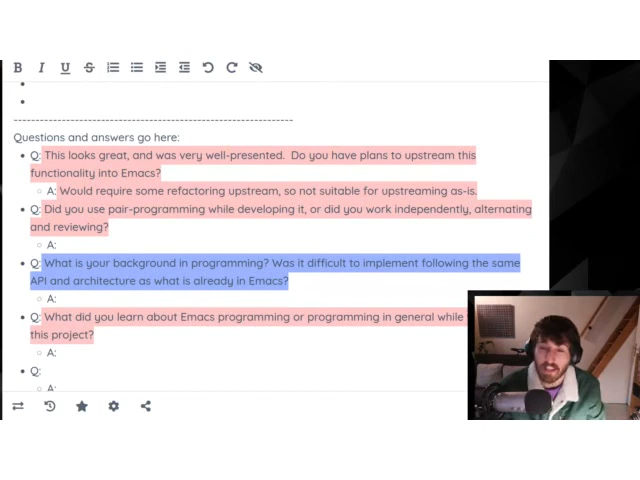 B I U S
--------------------------------------------------------------------
Questions and answers go here:
Q: This looks great, and was very well-presented. Do you have plans to upstream this
functionality into Emacs?
A: Would require some refactoring upstream, so not suitable for upstreaming as-is.
Q: Did you use pair-programming while developing it, or did you work independently, alternating
and reviewing?
A:
Q: What is your background in programming? Was it difficult to implement following the same
API and architecture as what is already in Emacs?
A:
Q: What did you learn about Emacs programming or programming in general while
this project?
A:
Q:
A: